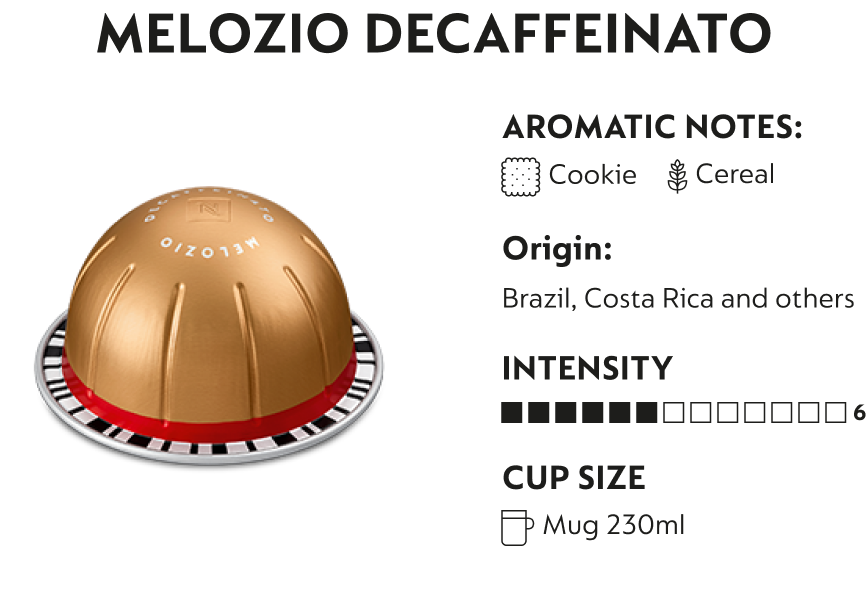 MELOZIO DECAFFEINATO
AROMATIC NOTES:
Cookie Cereal
Origin:
Brazil, Costa Rica and others
INTENSITY
6
CUP SIZE
Mug 230ml
DECAFFEINATO
N
MELOZIO